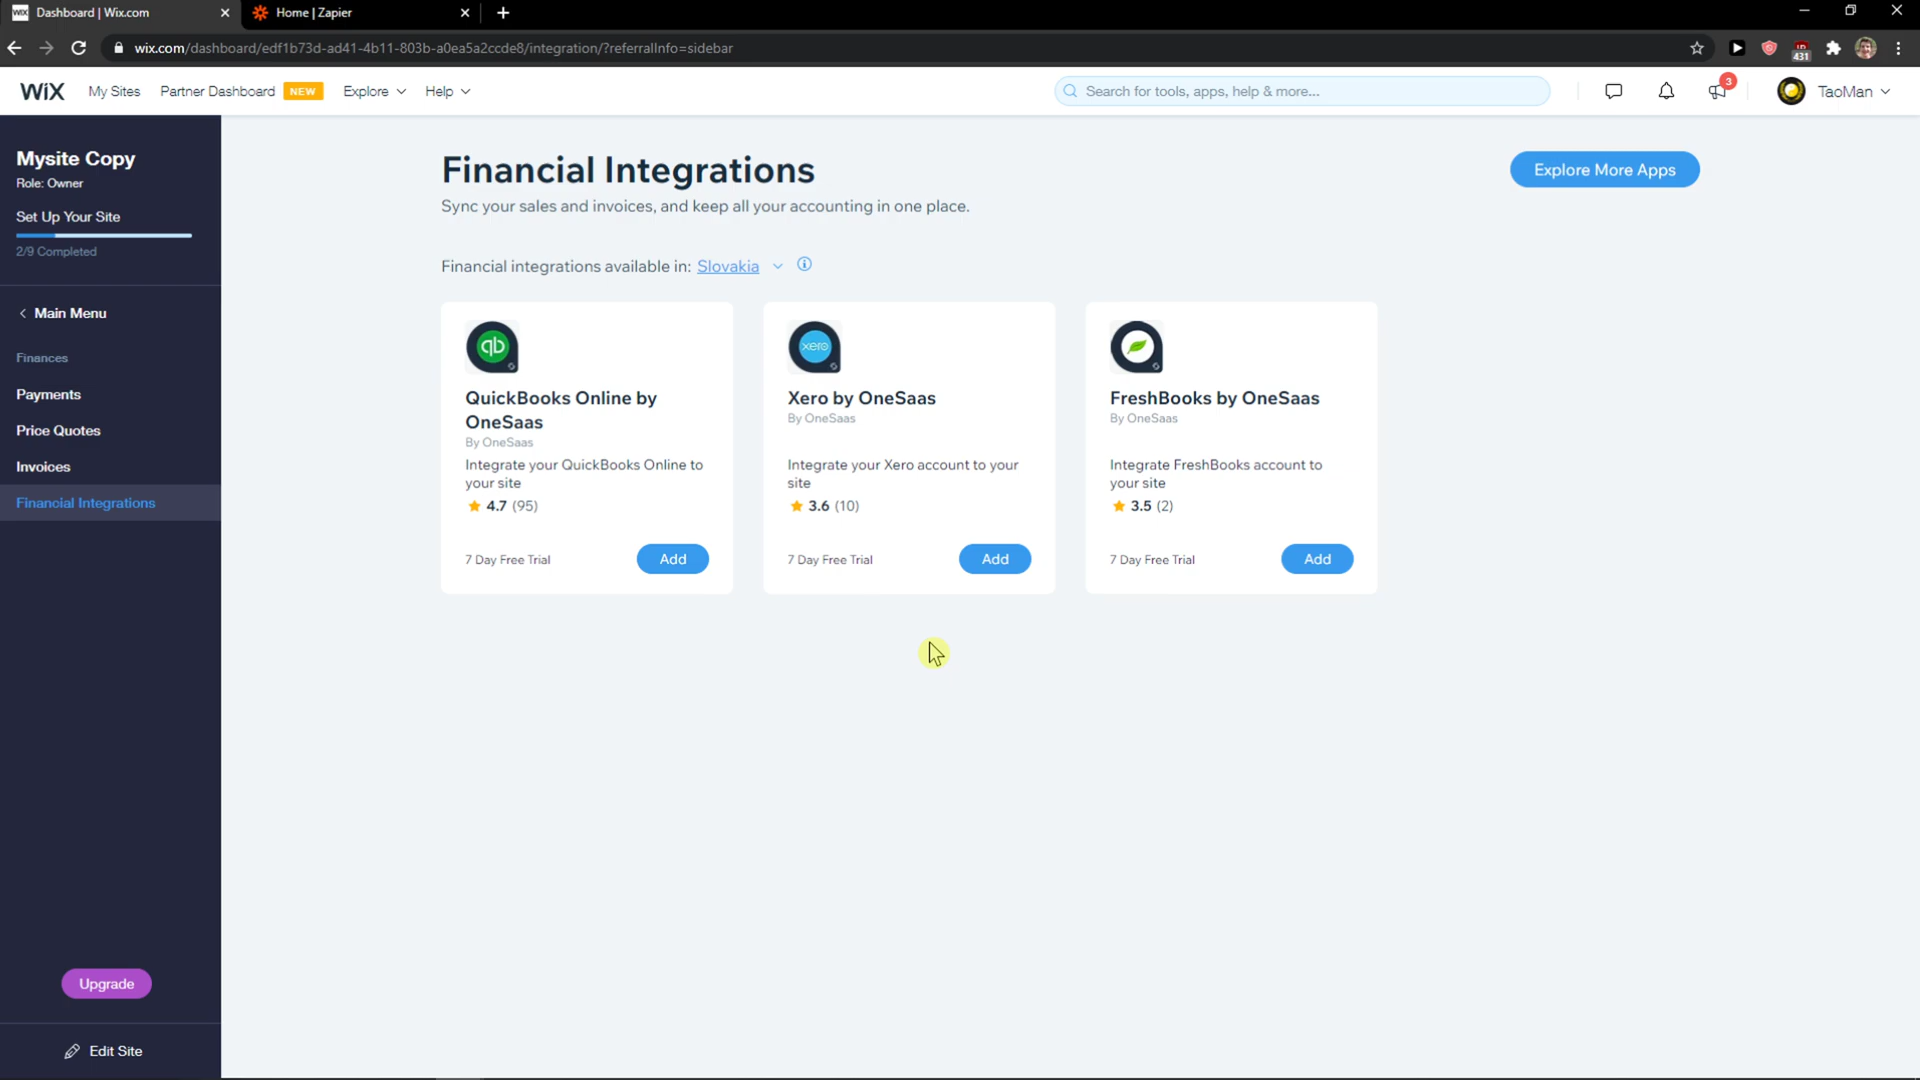 WiX Dashboard | Wix.com
Home | Zapier
wix.com/dashboard/edf1b73d-ad41-4b11-803b-a0ea5a2ccde8/integration/?referralInfo=sidebar
431
WiX My Sites Partner Dashboard NEW Explore Help
Search for tools, apps, help & more...
3
TaoMan
Mysite Copy
Role: Owner
Set Up Your Site
2/9 Completed
Main Menu
Finances
Payments
Price Quotes
Invoices
Financial Integrations
Upgrade
Edit Site
Financial Integrations
Explore More Apps
Sync your sales and invoices, and keep all your accounting in one place.
Financial integrations available in: Slovakia
qb
QuickBooks Online by
OneSaas
By OneSaas
Integrate your QuickBooks Online to
your site
4.7 (95)
7 Day Free Trial
Add
xero
Xero by OneSaas
By OneSaas
Integrate your Xero account to your
site
3.6 (10)
7 Day Free Trial
Add
FreshBooks by OneSaas
By OneSaas
Integrate FreshBooks account to
your site
3.5 (2)
7 Day Free Trial
Add